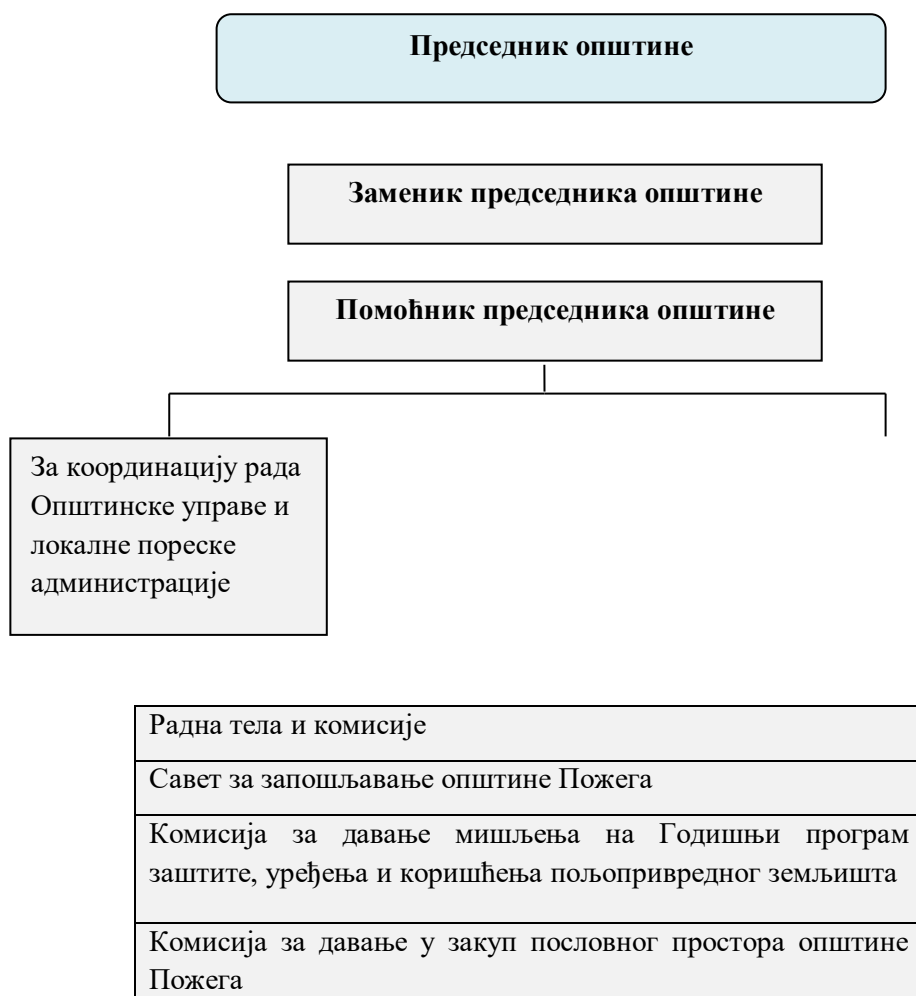 Председник општине
Заменик председника општине
Помоћник председника општине
За координацију рада
Општинске управе и
локалне пореске
администрације
Радна тела и комисије
Савет за запошљавање општине Пожега
Комисија за давање мишљења на Годишњи програм
заштите, уређења и коришћења пољопривредног земљишта
Комисија за давање у закуп пословног простора општине
Пожега